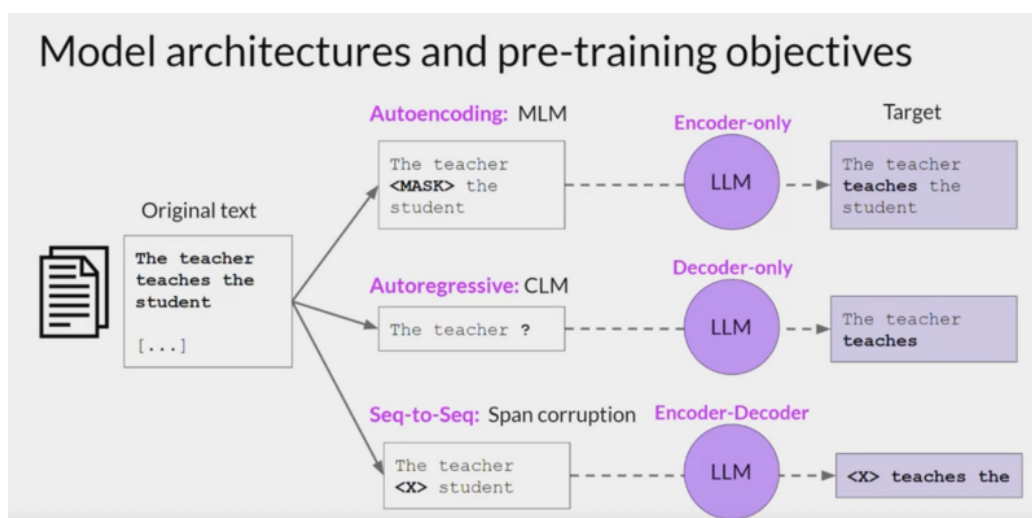 Model architectures and pre-training objectives
Autoencoding: MLM
Encoder-only
Target
The teacher
<MASK> the
student
LLM
The teacher
teaches the
student
Original text
The teacher
teaches the
student
[...]
Autoregressive: CLM
Decoder-only
The teacher ?
LLM
The teacher
teaches
Seq-to-Seq: Span corruption
Encoder-Decoder
The teacher
<X> student
LLM
<X> teaches the